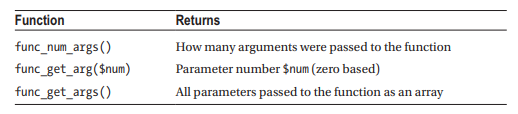 Function Returns
func_num_args() How many arguments were passed to the function
func_get_arg($num) Parameter number $num (zero based)
func_get_args() All parameters passed to the function as an array